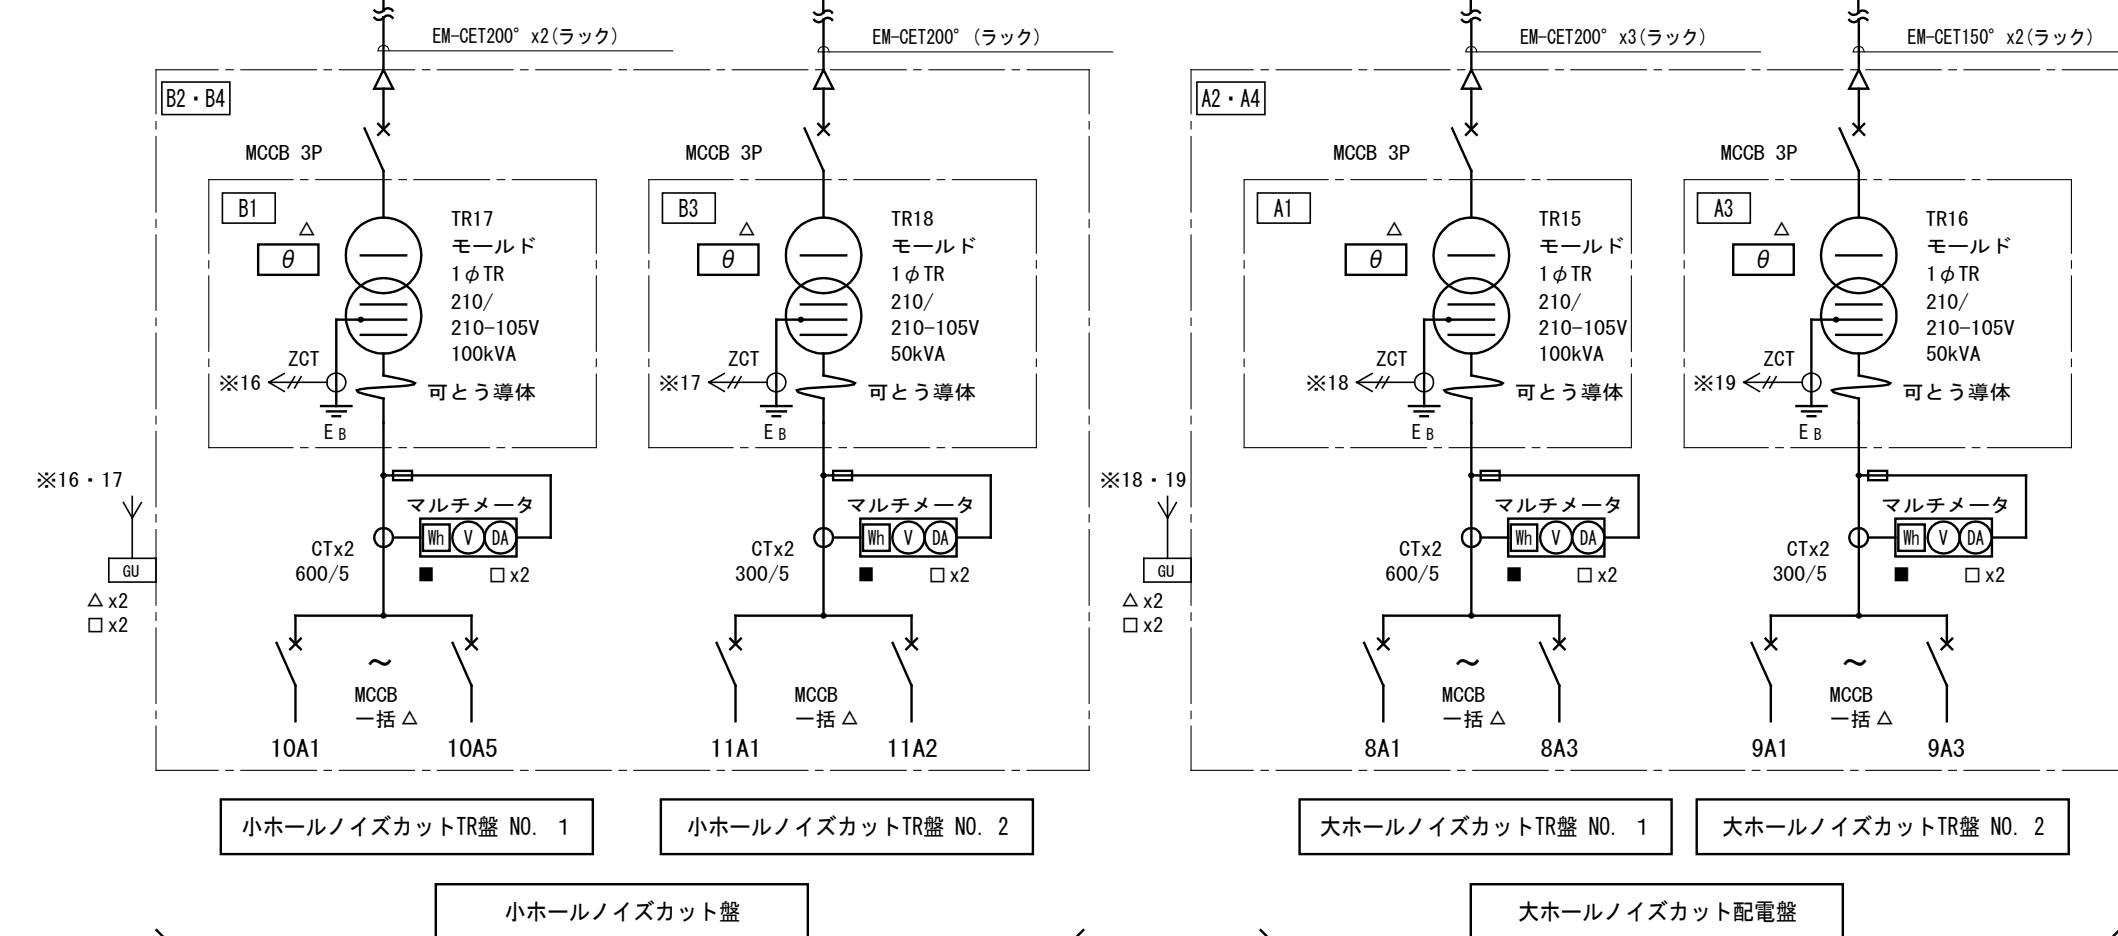 EM-CET200° x2(ラック)
EM-CET200° (ラック)
EM-CET200° x3(ラック)
EM-CET150° x2(ラック)
B2・B4
A2・A4
MCCB 3P
MCCB 3P
MCCB 3P
MCCB 3P
B1
△
θ
TR17
モールド
1φTR
210/
210-105V
100kVA
ZCT
※16
可とう導体
EB
B3
△
θ
TR18
モールド
1φTR
210/
210-105V
50kVA
ZCT
※17
可とう導体
EB
A1
△
θ
TR15
モールド
1φTR
210/
210-105V
100kVA
ZCT
※18
可とう導体
EB
A3
△
θ
TR16
モールド
1φTR
210/
210-105V
50kVA
ZCT
※19
可とう導体
EB
※16・17
GU
△x2
□x2
マルチメータ
Wh V DA
CTx2
600/5
■ □x2
マルチメータ
Wh V DA
CTx2
300/5
■ □x2
※18・19
GU
△x2
□x2
マルチメータ
Wh V DA
CTx2
600/5
■ □x2
マルチメータ
Wh V DA
CTx2
300/5
■ □x2
～
MCCB
一括△
10A1 10A5
～
MCCB
一括△
11A1 11A2
～
MCCB
一括△
8A1 8A3
～
MCCB
一括△
9A1 9A3
小ホールノイズカットTR盤 NO. 1
小ホールノイズカットTR盤 NO. 2
大ホールノイズカットTR盤 NO. 1
大ホールノイズカットTR盤 NO. 2
小ホールノイズカット盤
大ホールノイズカット配電盤